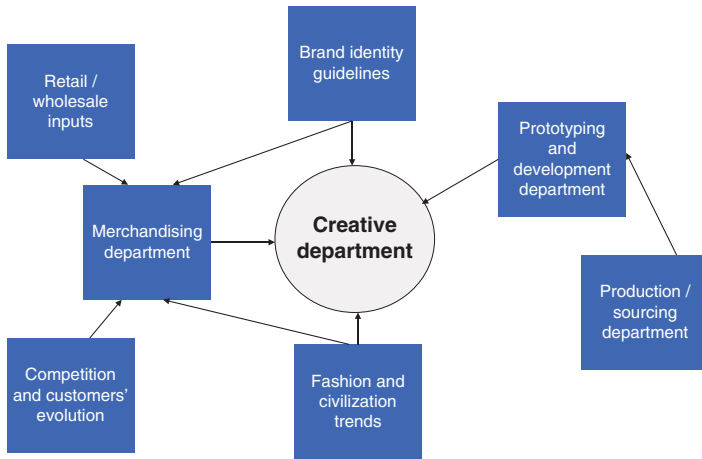 Brand identity
guidelines
Retail /
wholesale
inputs
Prototyping
and
development
department
Merchandising
department
Creative
department
Production /
sourcing
department
Competition
and customers’
evolution
Fashion and
civilization
trends